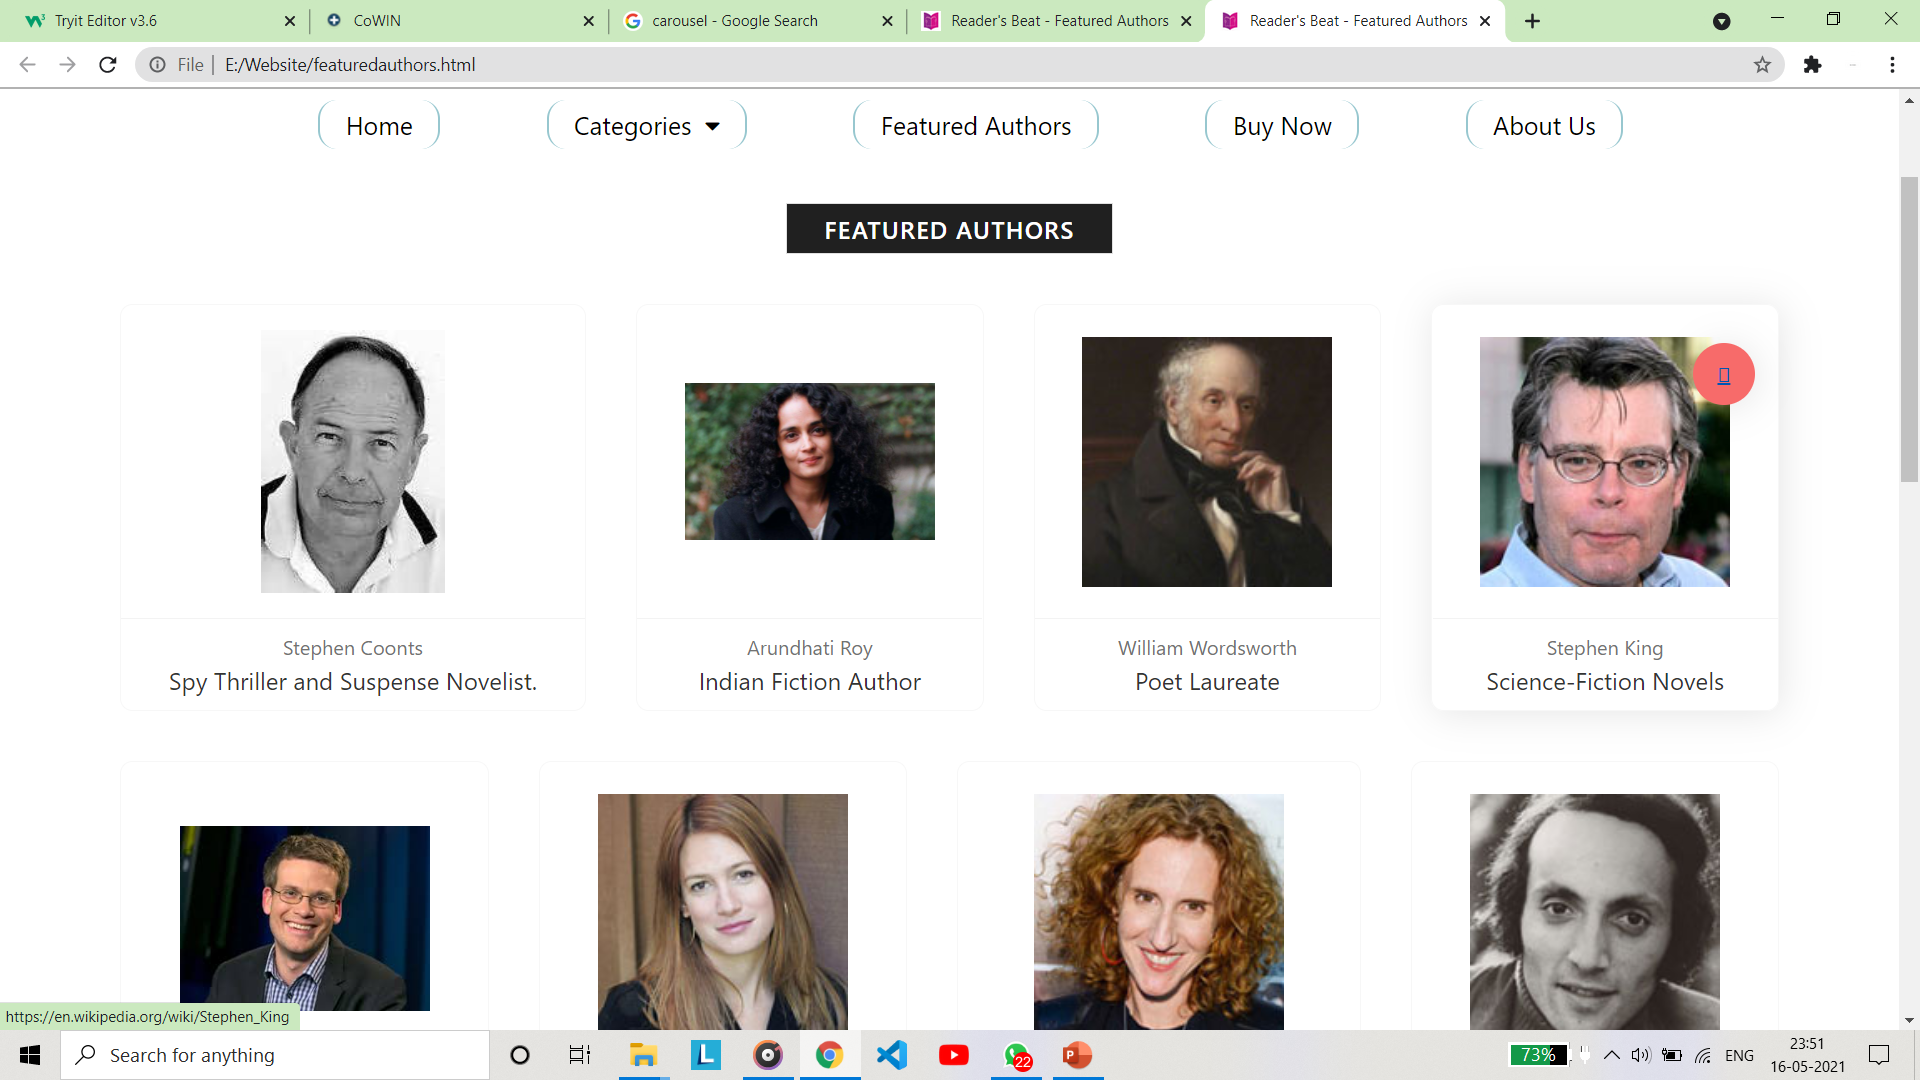 Tryit Editor v3.6
CoWIN
carousel - Google Search
Reader's Beat - Featured Authors
Reader's Beat - Featured Authors
File
E:/Website/featuredauthors.html
Home
Categories
Featured Authors
Buy Now
About Us
FEATURED AUTHORS
Stephen Coonts
Spy Thriller and Suspense Novelist.
Arundhati Roy
Indian Fiction Author
William Wordsworth
Poet Laureate
Stephen King
Science-Fiction Novels
https://en.wikipedia.org/wiki/Stephen_King
Search for anything
L
22
P
73%
ENG
23:51
16-05-2021